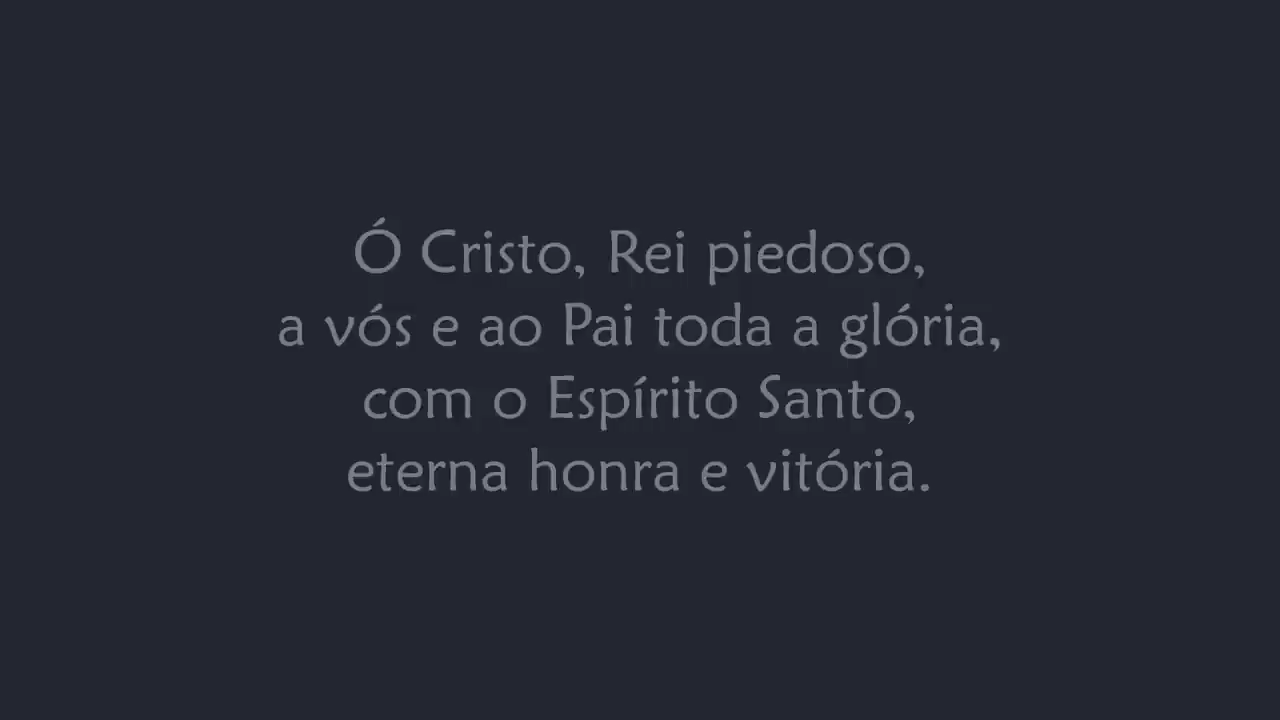 Ó Cristo, Rei piedoso,
a vós e ao Pai toda a glória,
com o Espírito Santo,
eterna honra e vitória.